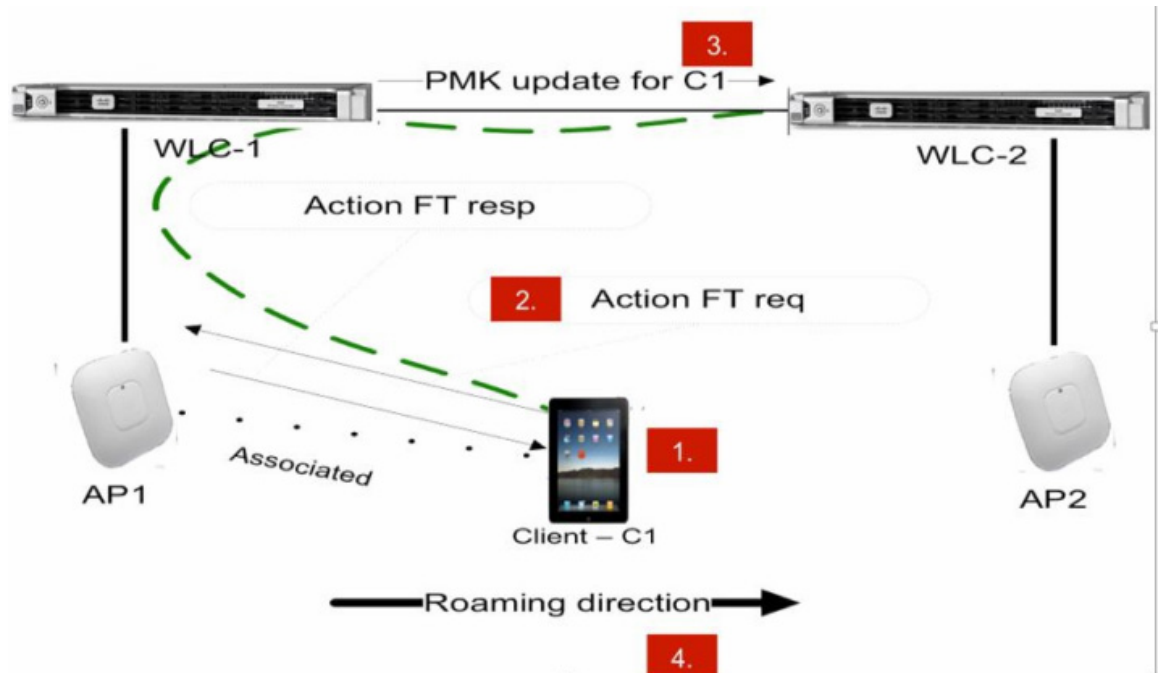 3.
PMK update for C1
WLC-1
WLC-2
Action FT resp
2.
Action FT req
Associated
1.
AP1
AP2
Client – C1
Roaming direction
4.